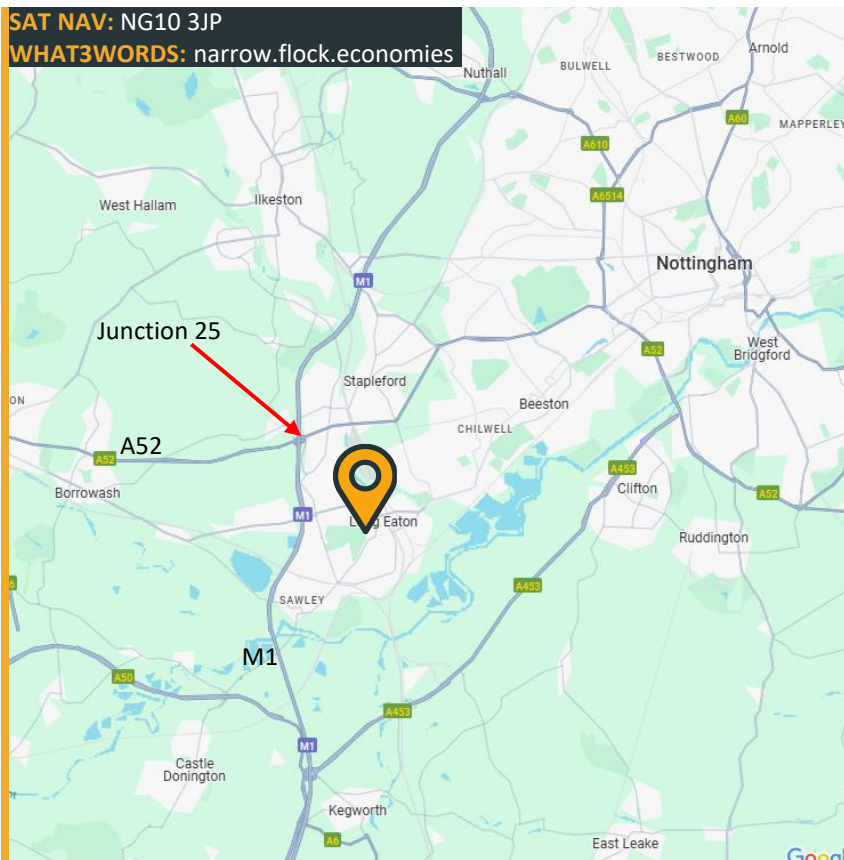 SAT NAV: NG10 3JP
WHAT3WORDS: narrow.flock.economies
Arnold
Nuthall
BULWELL
BESTWOOD
A60
MAPPERLEY
A610
West Hallam
Ilkeston
A6514
Nottingham
M1
Junction 25
A52
West
Bridgford
Stapleford
Beeston
ON
CHILWELL
A52
A52
A453
Clifton
A52
Borrowash
M1
Eaton
Ruddington
A453
SAWLEY
M1
A50
A453
M1
Castle
Donington
Kegworth
A6
East Leake